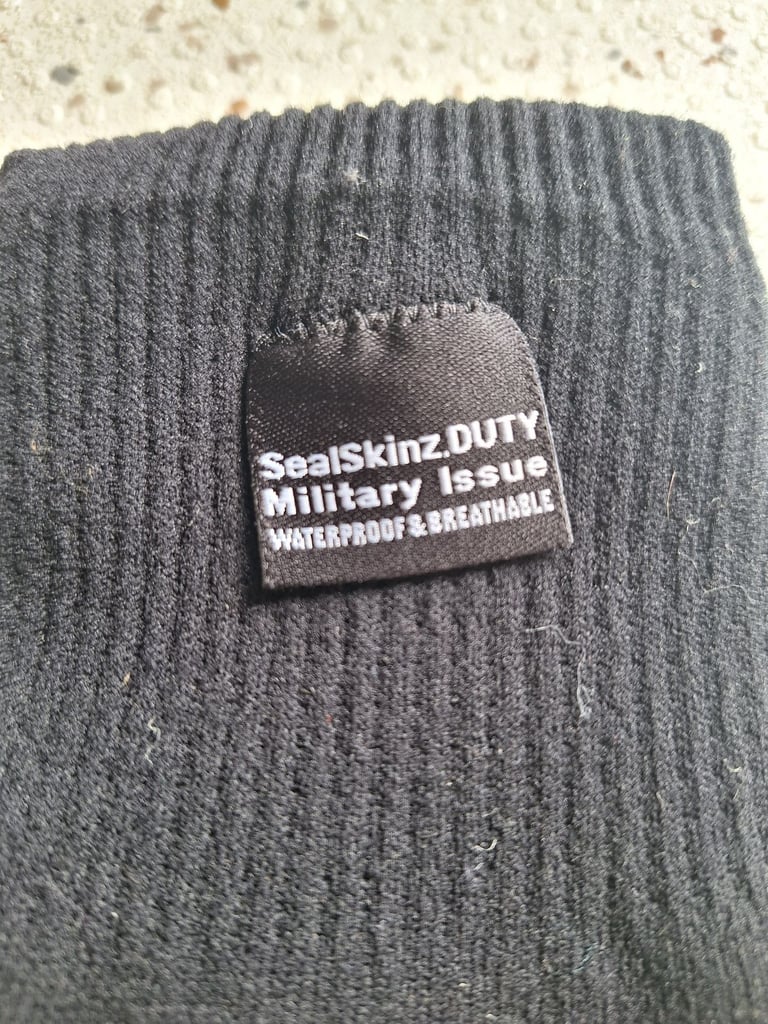 SealSkinz.DUTY
Military Issue
WATERPROOF & BREATHABLE